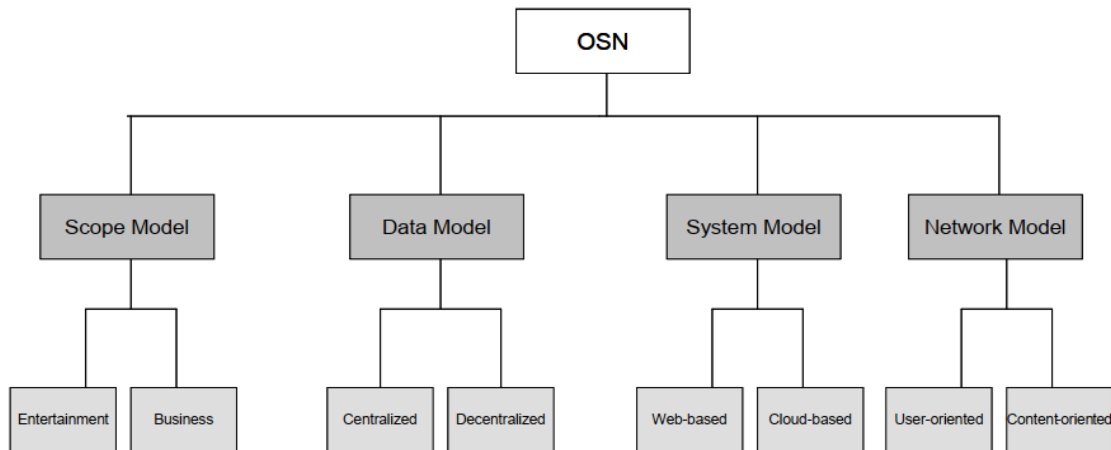 OSN
Scope Model
Data Model
System Model
Network Model
Entertainment
Business
Centralized
Decentralized
Web-based
Cloud-based
User-oriented
Content-oriented